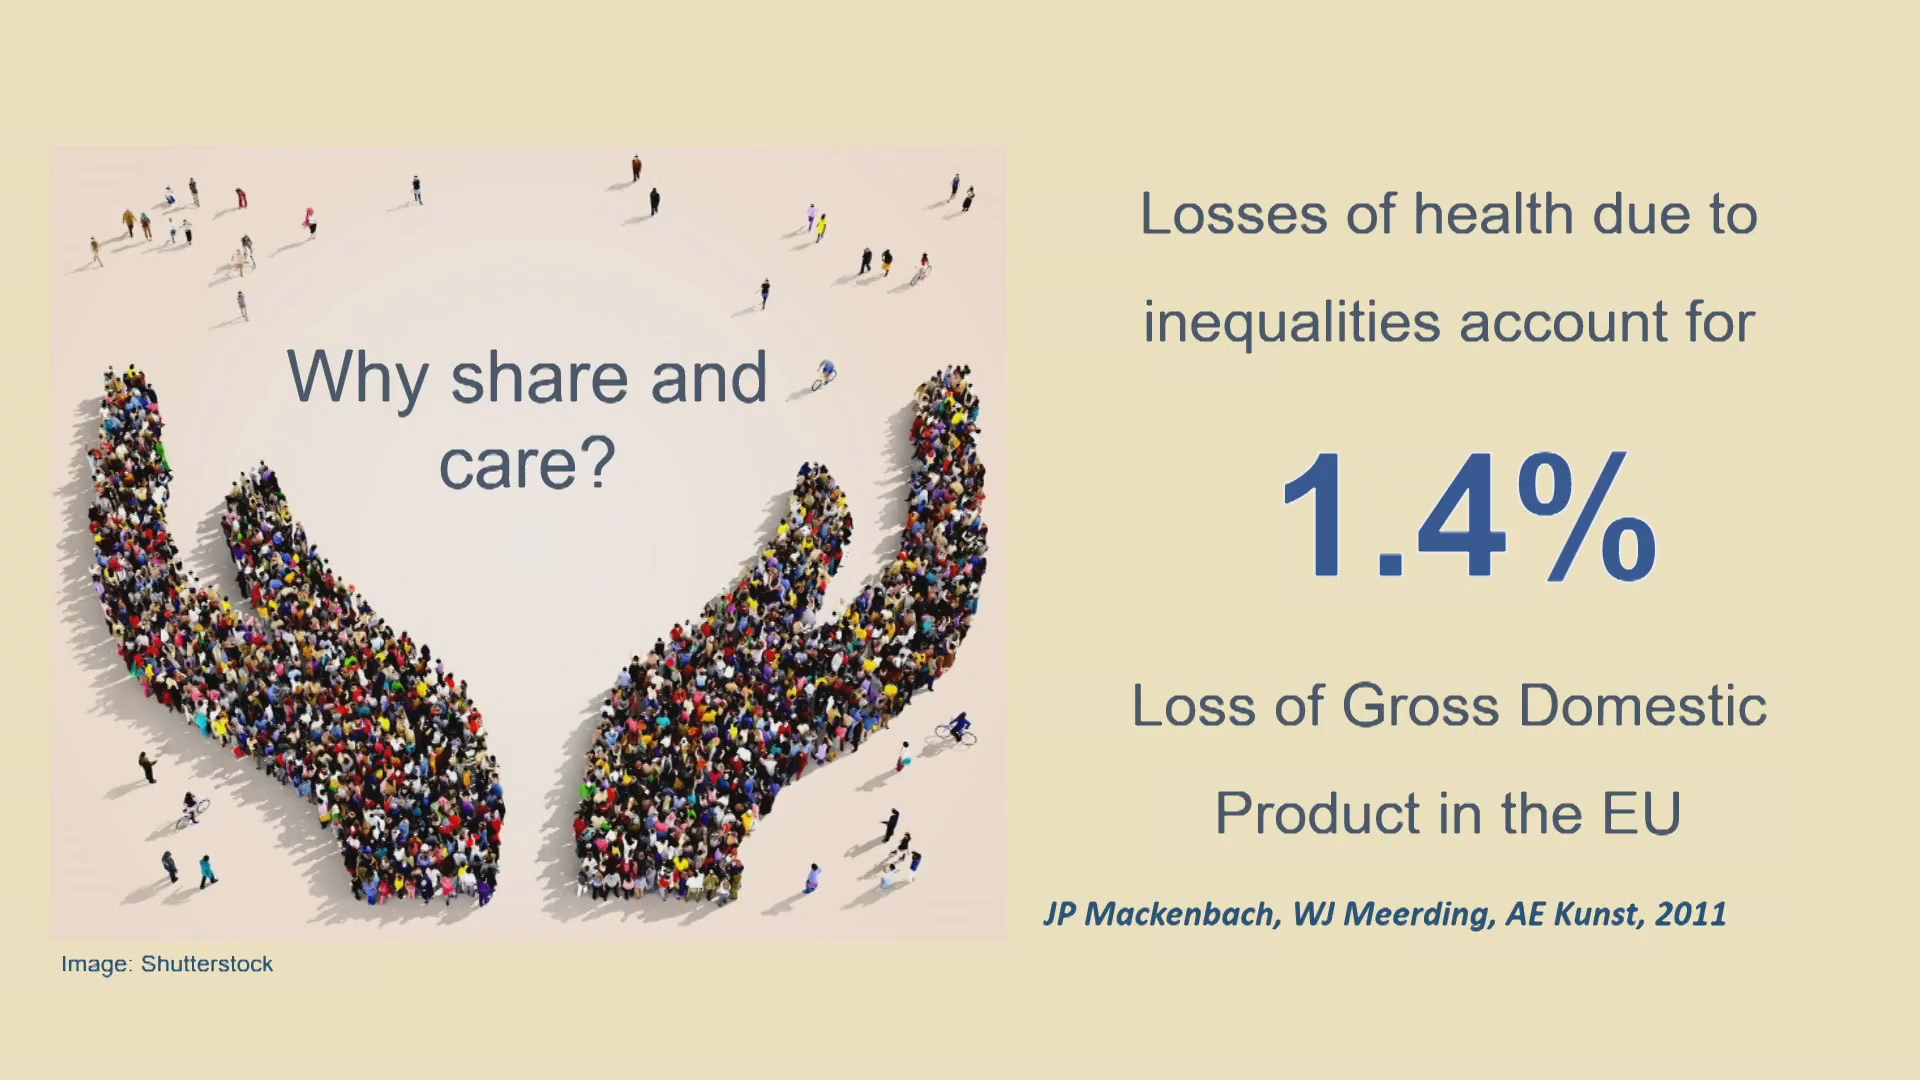 Why share and
care?
Image: Shutterstock
Losses of health due to
inequalities account for
1.4%
Loss of Gross Domestic
Product in the EU
JP Mackenbach, WJ Meerding, AE Kunst, 2011